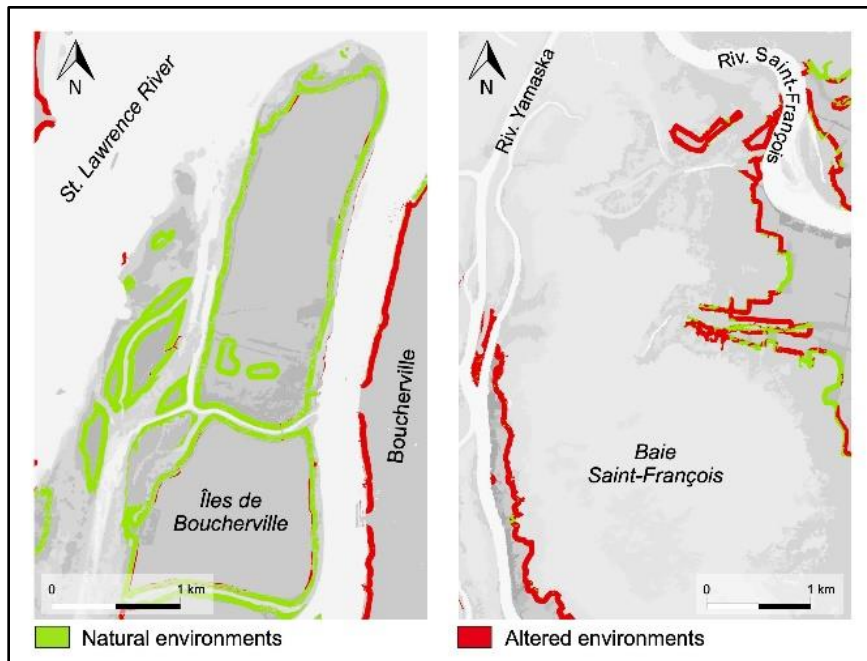 N
St. Lawrence River
Boucherville
Îles de
Boucherville
0 1 km
Natural environments
N
Riv. Yamaska
Riv. Saint-François
Baie
Saint-François
0 1 km
Altered environments